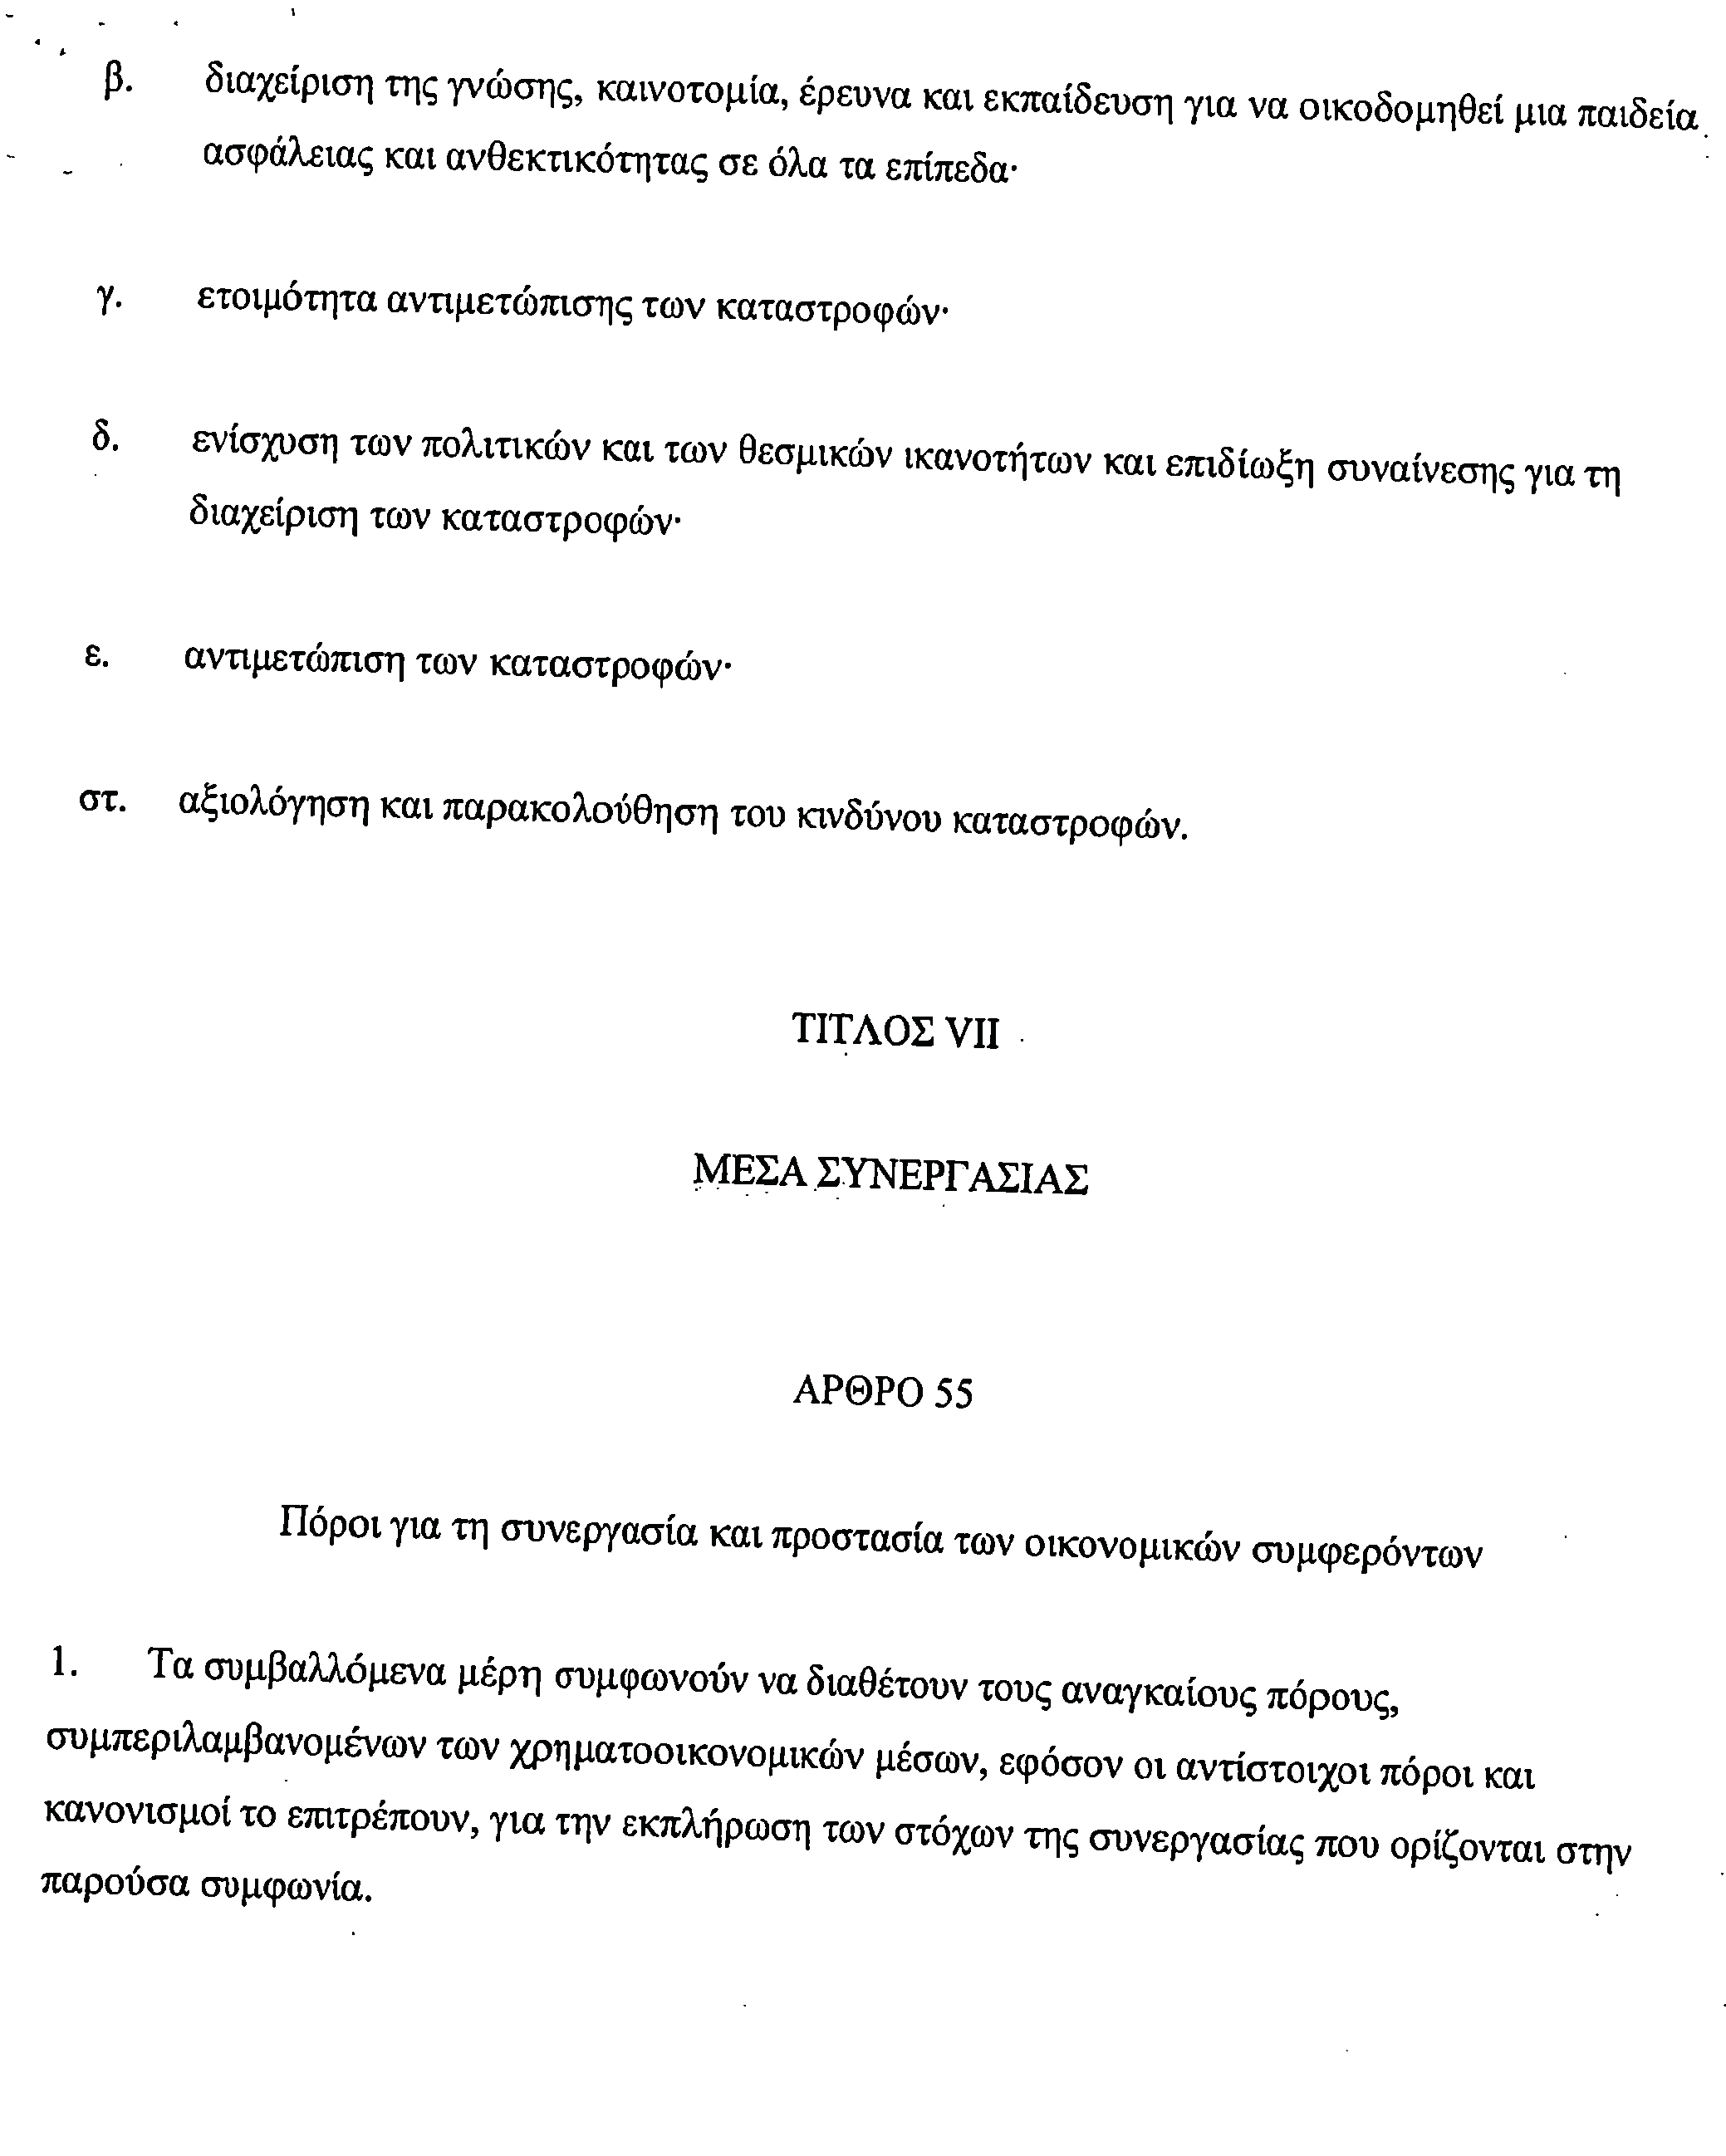 β. διαχείριση της γνώσης, καινοτομία, έρευνα και εκπαίδευση για να οικοδομηθεί μια παιδεία
ασφάλειας και ανθεκτικότητας σε όλα τα επίπεδα·
γ. ετοιμότητα αντιμετώπισης των καταστροφών·
δ. ενίσχυση των πολιτικών και των θεσμικών ικανοτήτων και επιδίωξη συναίνεσης για τη
διαχείριση των καταστροφών·
ε. αντιμετώπιση των καταστροφών·
στ. αξιολόγηση και παρακολούθηση του κινδύνου καταστροφών.
ΤΙΤΛΟΣ VII
ΜΕΣΑ ΣΥΝΕΡΓΑΣΙΑΣ
ΑΡΘΡΟ 55
Πόροι για τη συνεργασία και προστασία των οικονομικών συμφερόντων
1. Τα συμβαλλόμενα μέρη συμφωνούν να διαθέτουν τους αναγκαίους πόρους,
συμπεριλαμβανομένων των χρηματοοικονομικών μέσων, εφόσον οι αντίστοιχοι πόροι και
κανονισμοί το επιτρέπουν, για την εκπλήρωση των στόχων της συνεργασίας που ορίζονται στην
παρούσα συμφωνία.